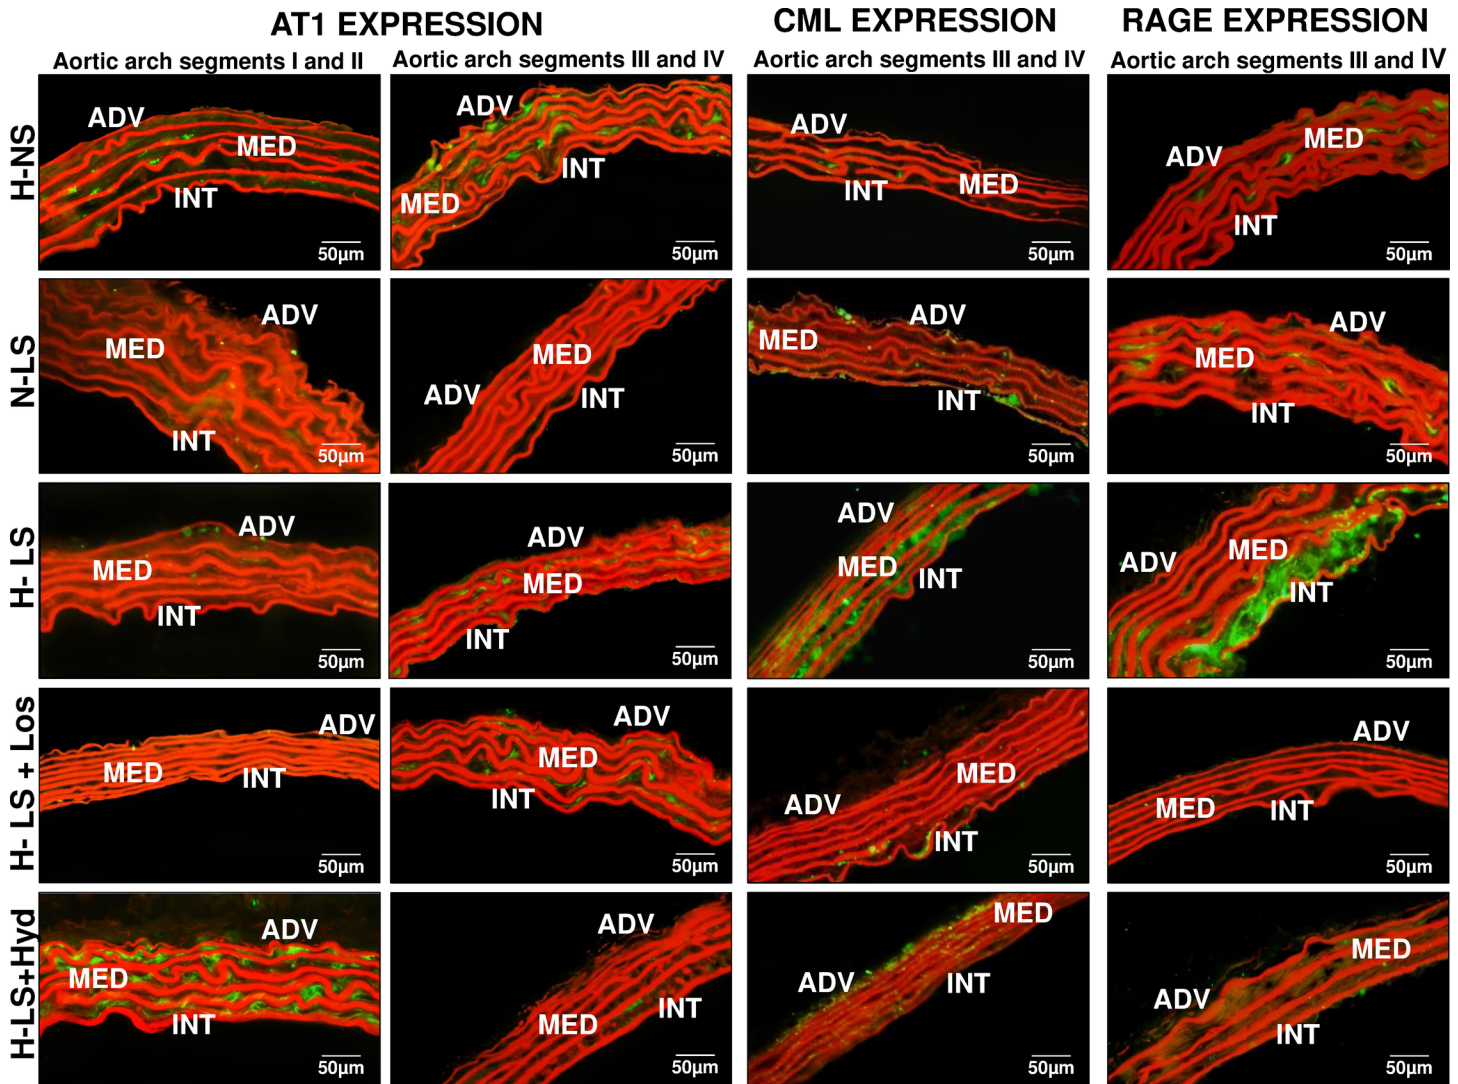 AT1 EXPRESSION CML EXPRESSION RAGE EXPRESSION
Aortic arch segments I and II Aortic arch segments III and IV Aortic arch segments III and IV Aortic arch segments III and IV
H-NS
ADV MED INT 50µm
ADV MED INT 50µm
ADV MED INT 50µm
ADV MED INT 50µm
N-LS
ADV MED INT 50µm
ADV MED INT 50µm
ADV MED INT 50µm
ADV MED INT 50µm
H- LS
ADV MED INT 50µm
ADV MED INT 50µm
ADV MED INT 50µm
ADV MED INT 50µm
H- LS + Los
ADV MED INT 50µm
ADV MED INT 50µm
ADV MED INT 50µm
ADV MED INT 50µm
H-LS+Hyd
ADV MED INT 50µm
ADV MED INT 50µm
ADV MED INT 50µm
ADV MED INT 50µm